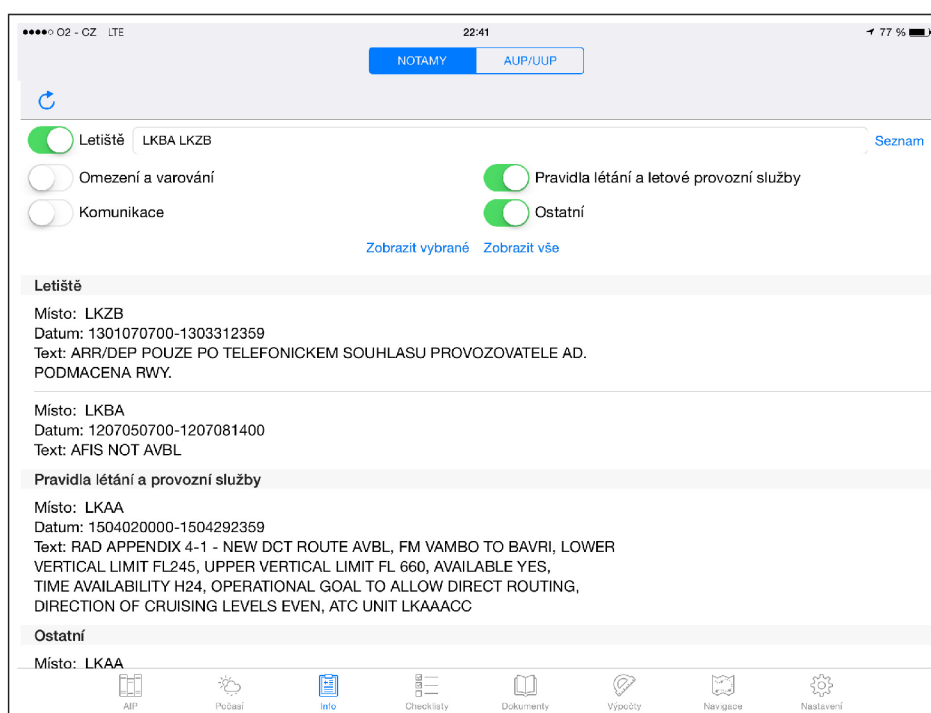 O2 - CZ LTE 22:41 77 %
NOTAMY AUP/UUP
Letiště LKBA LKZB Seznam
Omezení a varování Pravidla létání a letové provozní služby
Komunikace Ostatní
Zobrazit vybrané Zobrazit vše
Letiště
Místo: LKZB
Datum: 1301070700-1303312359
Text: ARR/DEP POUZE PO TELEFONICKEM SOUHLASU PROVOZOVATELE AD.
PODMACENA RWY.
Místo: LKBA
Datum: 1207050700-1207081400
Text: AFIS NOT AVBL
Pravidla létání a provozní služby
Místo: LKAA
Datum: 1504020000-1504292359
Text: RAD APPENDIX 4-1 - NEW DCT ROUTE AVBL, FM VAMBO TO BAVRI, LOWER
VERTICAL LIMIT FL245, UPPER VERTICAL LIMIT FL 660, AVAILABLE YES,
TIME AVAILABILITY H24, OPERATIONAL GOAL TO ALLOW DIRECT ROUTING,
DIRECTION OF CRUISING LEVELS EVEN, ATC UNIT LKAAACC
Ostatní
Místo: LKAA
AIP Počasí Info Checklisty Dokumenty Výpočty Navigace Nastavení